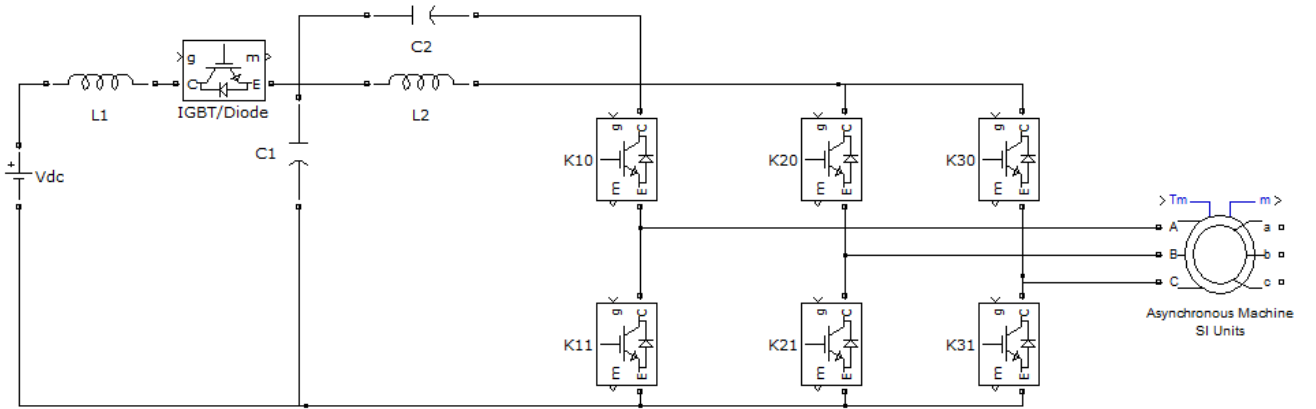 C2
g m
C E
L1
IGBT/Diode
L2
C1
+
Vdc
g C
K10
E E
g C
K20
E E
g C
K30
E E
Tm m
A a
B b
C c
Asynchronous Machine
SI Units
g C
K11
E E
g C
K21
E E
g C
K31
E E